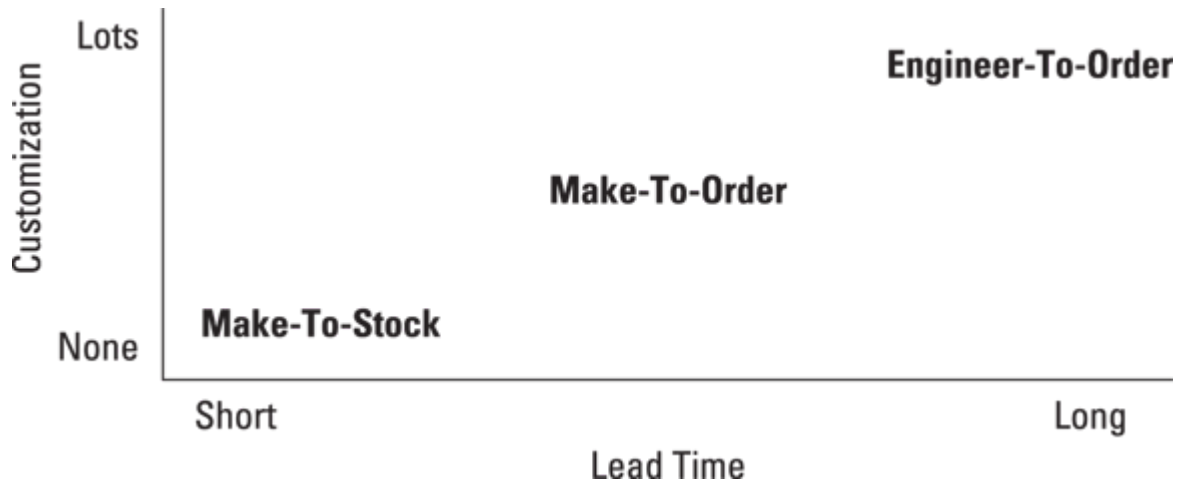 Lots
Engineer-To-Order
Customization
Make-To-Order
Make-To-Stock
None
Short
Long
Lead Time